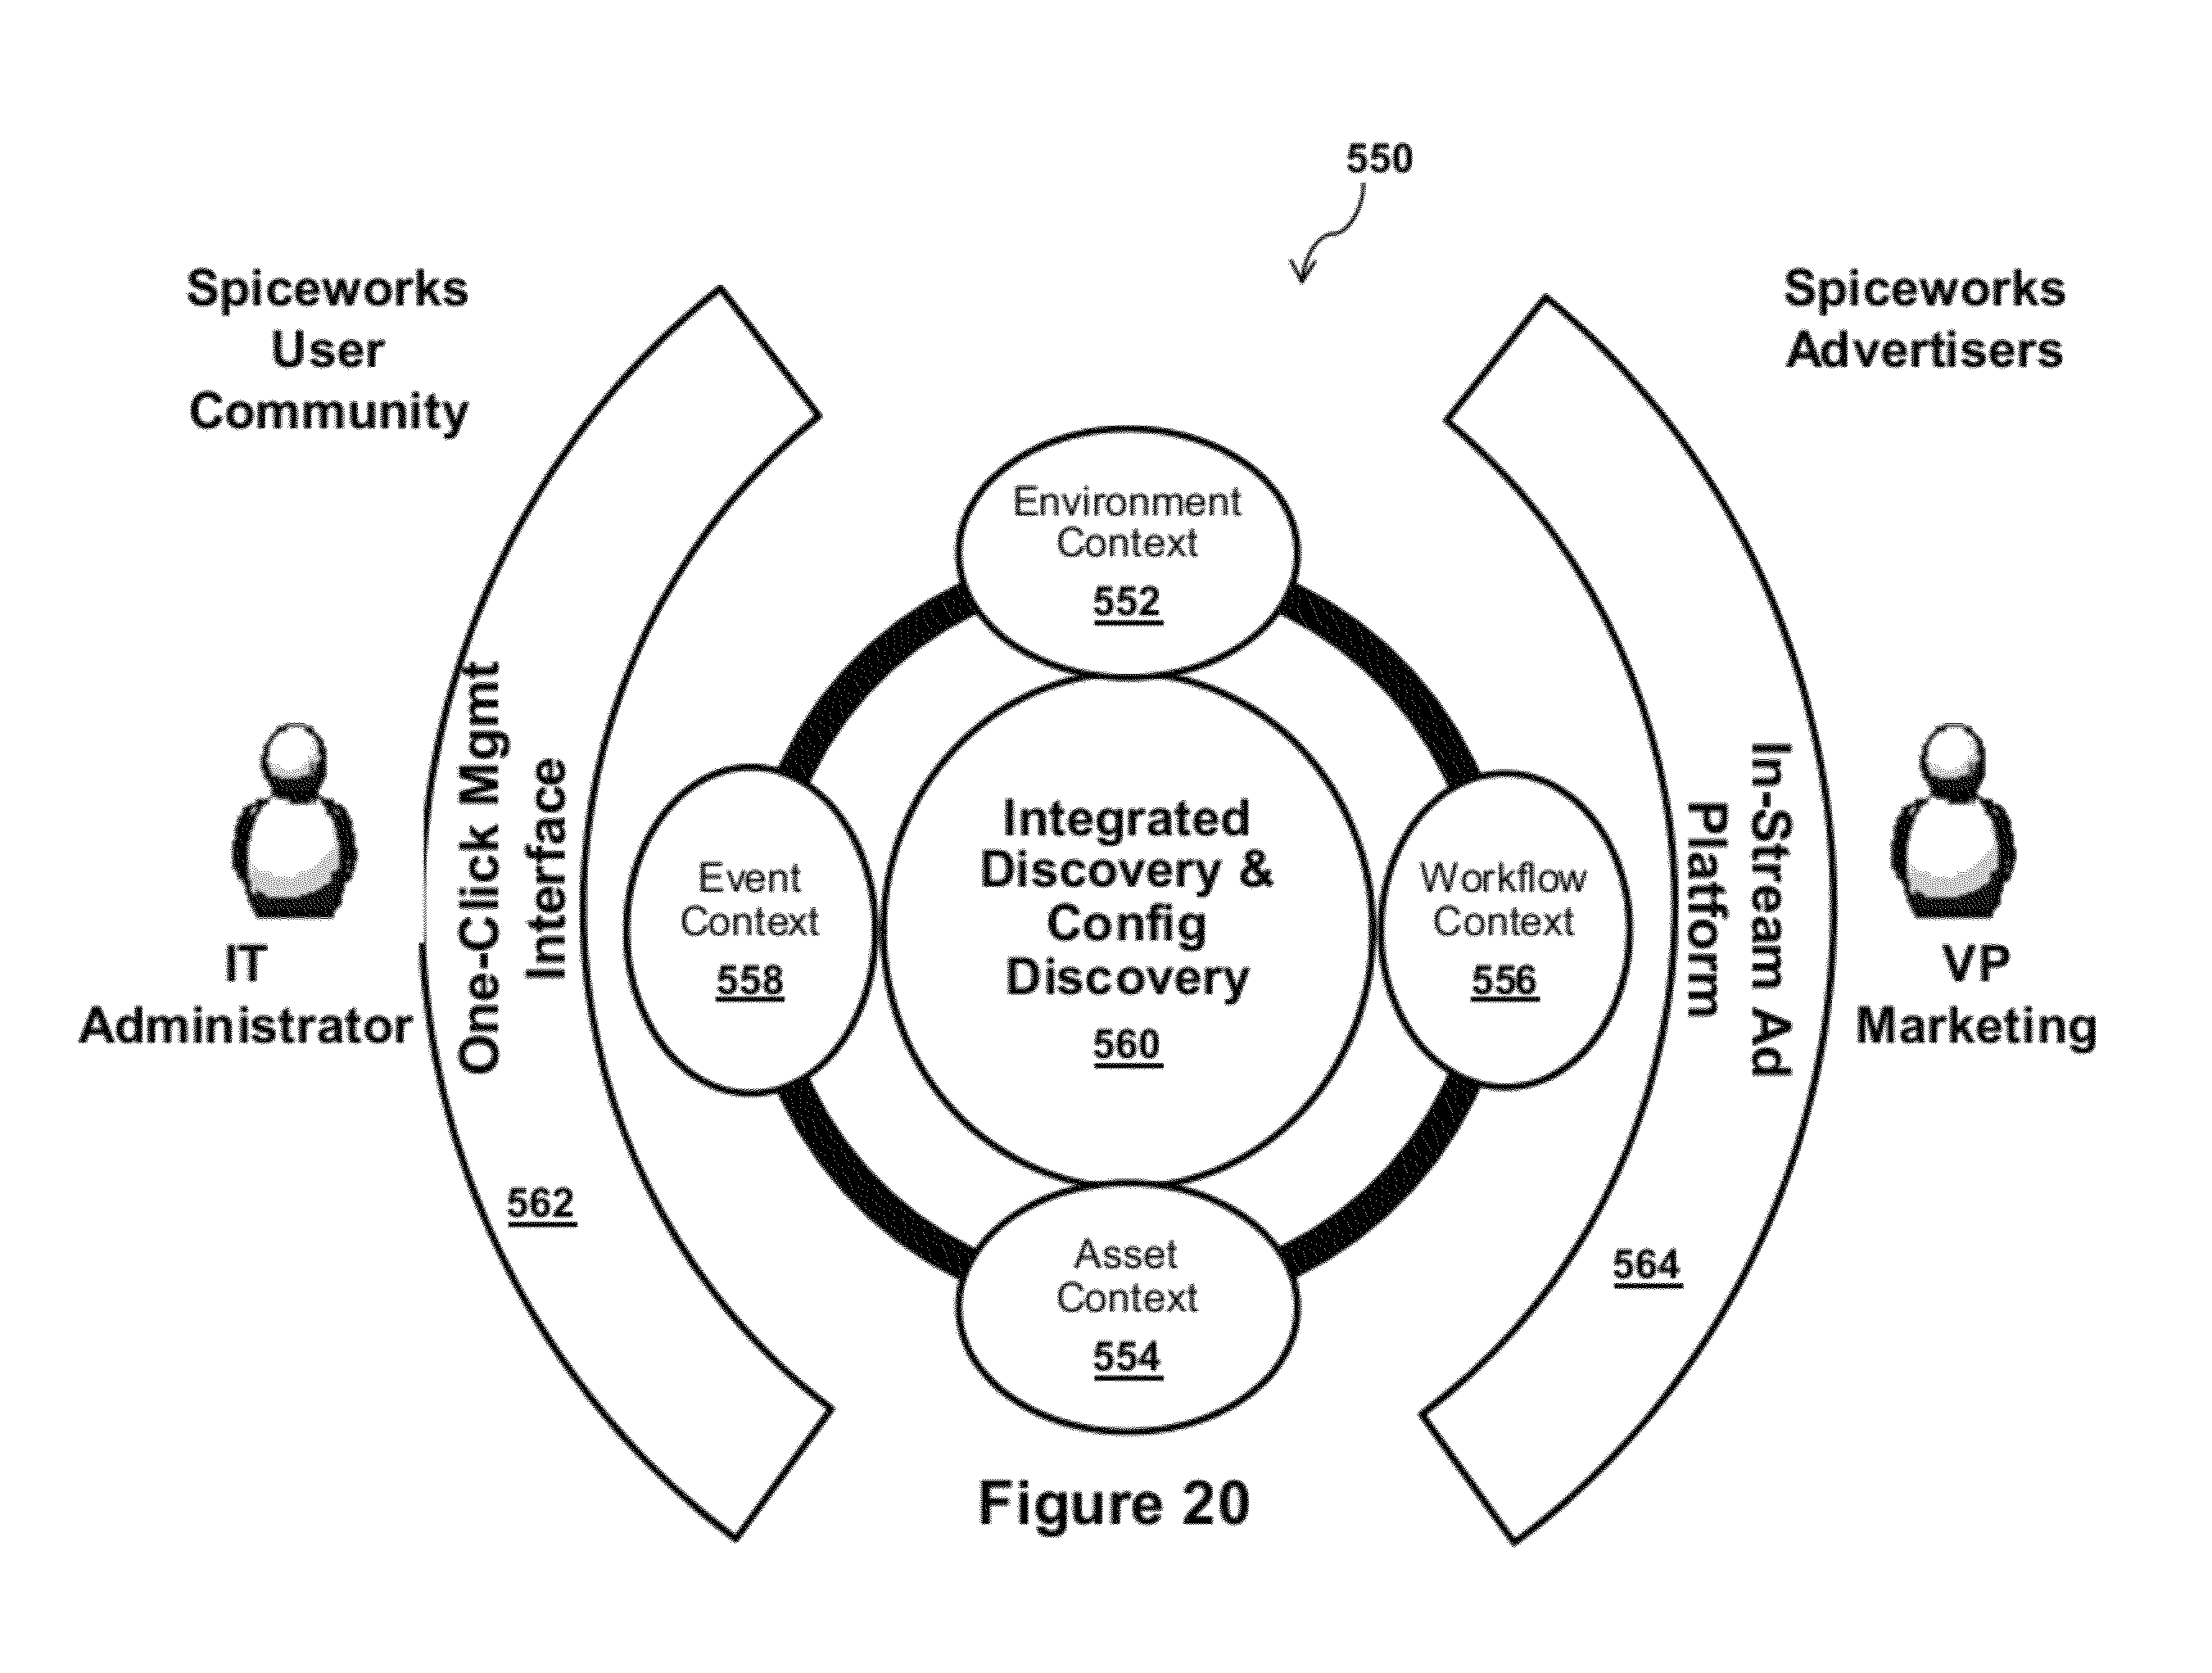 550
Spiceworks
User
Community
Spiceworks
Advertisers
Environment
Context
552
One-Click Mgmt
Interface
562
IT
Administrator
Event
Context
558
Integrated
Discovery &
Config
Discovery
560
Workflow
Context
556
In-Stream Ad
Platform
564
VP
Marketing
Asset
Context
554
Figure 20